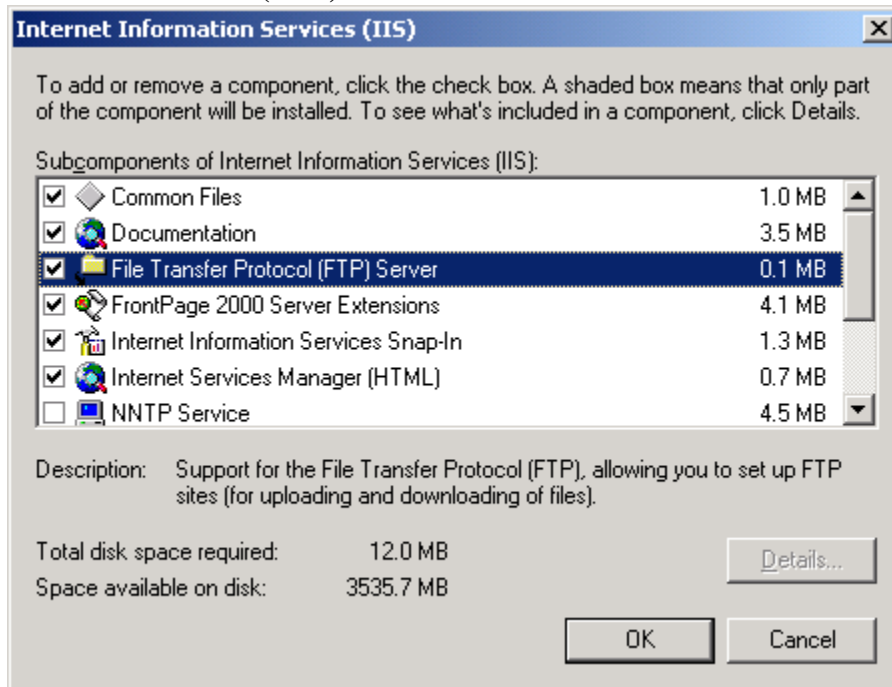 Internet Information Services (IIS)
To add or remove a component, click the check box. A shaded box means that only part
of the component will be installed. To see what's included in a component, click Details.
Subcomponents of Internet Information Services (IIS):
Common Files 1.0 MB
Documentation 3.5 MB
File Transfer Protocol (FTP) Server 0.1 MB
FrontPage 2000 Server Extensions 4.1 MB
Internet Information Services Snap-In 1.3 MB
Internet Services Manager (HTML) 0.7 MB
NNTP Service 4.5 MB
Description: Support for the File Transfer Protocol (FTP), allowing you to set up FTP
sites (for uploading and downloading of files).
Total disk space required: 12.0 MB
Details...
Space available on disk: 3535.7 MB
OK Cancel